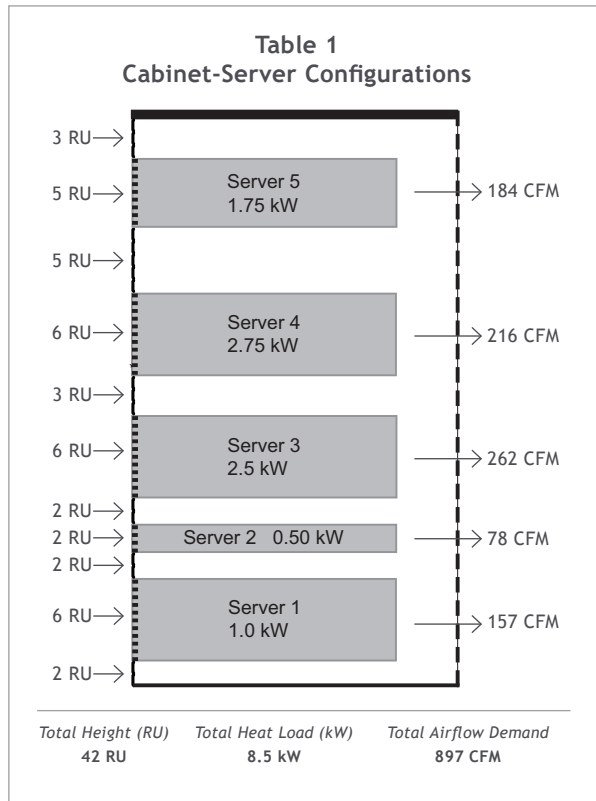 Table 1
Cabinet-Server Configurations
3 RU
5 RU
Server 5
1.75 kW
184 CFM
5 RU
6 RU
Server 4
2.75 kW
216 CFM
3 RU
6 RU
Server 3
2.5 kW
262 CFM
2 RU
2 RU
Server 2 0.50 kW
78 CFM
2 RU
6 RU
Server 1
1.0 kW
157 CFM
2 RU
Total Height (RU) Total Heat Load (kW) Total Airflow Demand
42 RU 8.5 kW 897 CFM